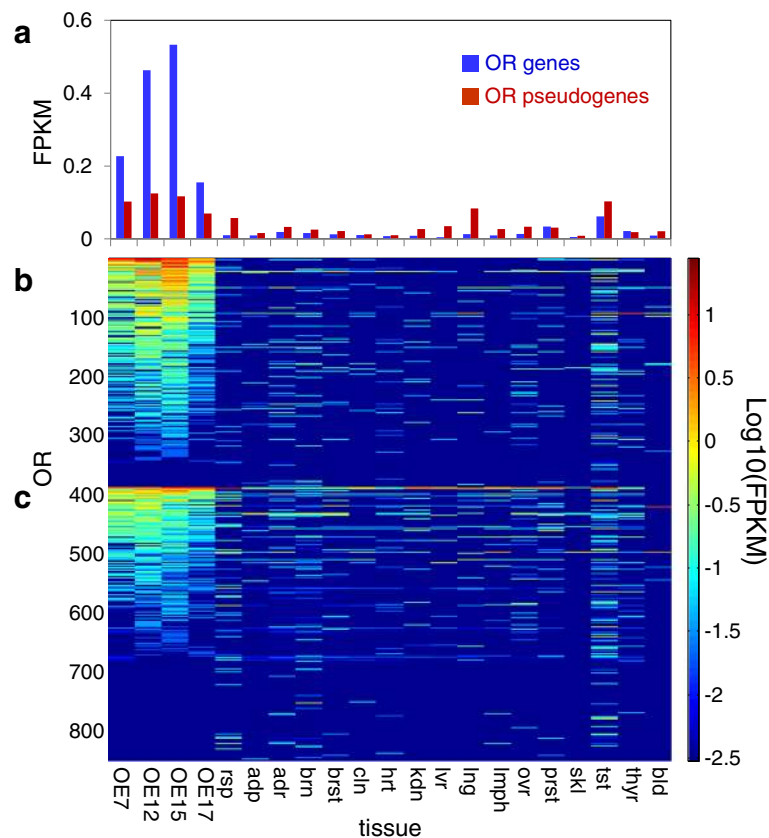 a
0.6
0.4
0.2
0
FPKM
OR genes
OR pseudogenes
b
c
100
200
300
400
500
600
700
800
OR
1
0.5
0
-0.5
-1
-1.5
-2
-2.5
Log10(FPKM)
OE7
OE12
OE15
OE17
rsp
adp
adr
brn
brst
cln
hrt
kdn
lvr
lng
lmph
ovr
prst
skl
tst
thyr
bld
tissue